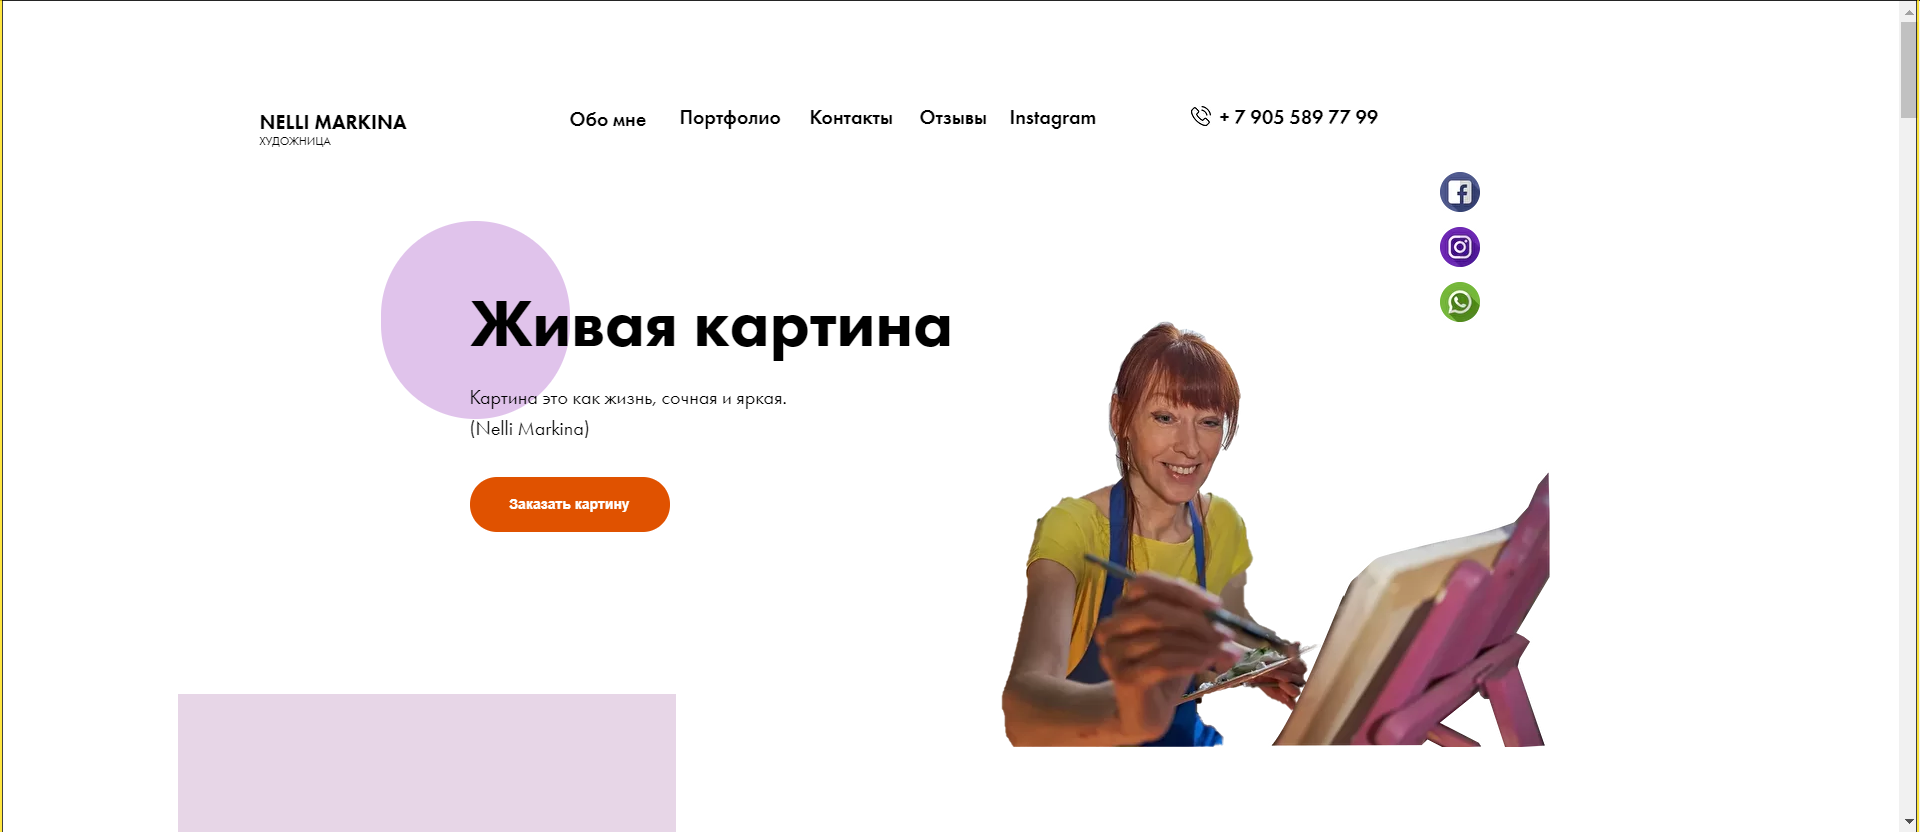 NELLI MARKINA
ХУДОЖНИЦА
Обо мне
Портфолио
Контакты
Отзывы
Instagram
+ 7 905 589 77 99
Живая картина
Картина это как жизнь, сочная и яркая.
(Nelli Markina)
Заказать картину